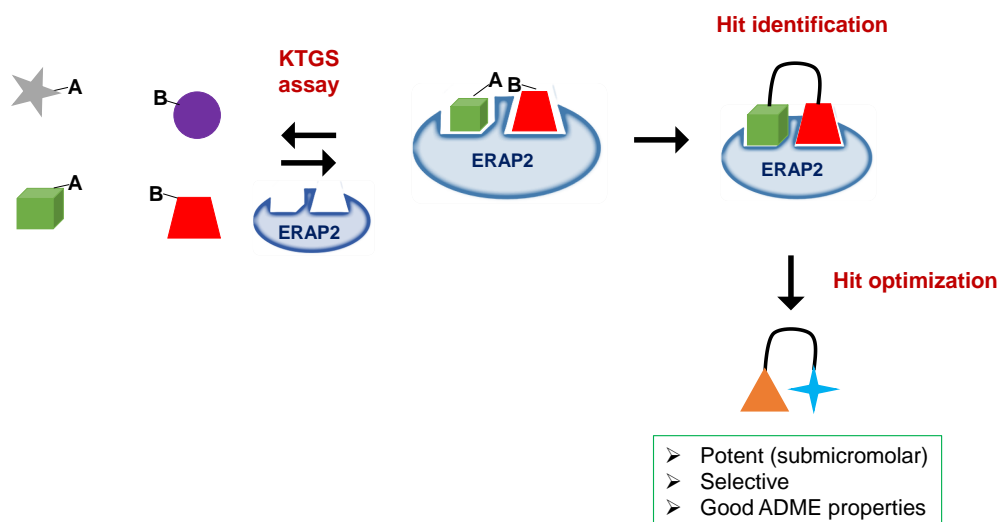 Hit identification
KTGS
assay
A
B
A
B
A
B
ERAP2
ERAP2
ERAP2
Hit optimization
➢ Potent (submicromolar)
➢ Selective
➢ Good ADME properties